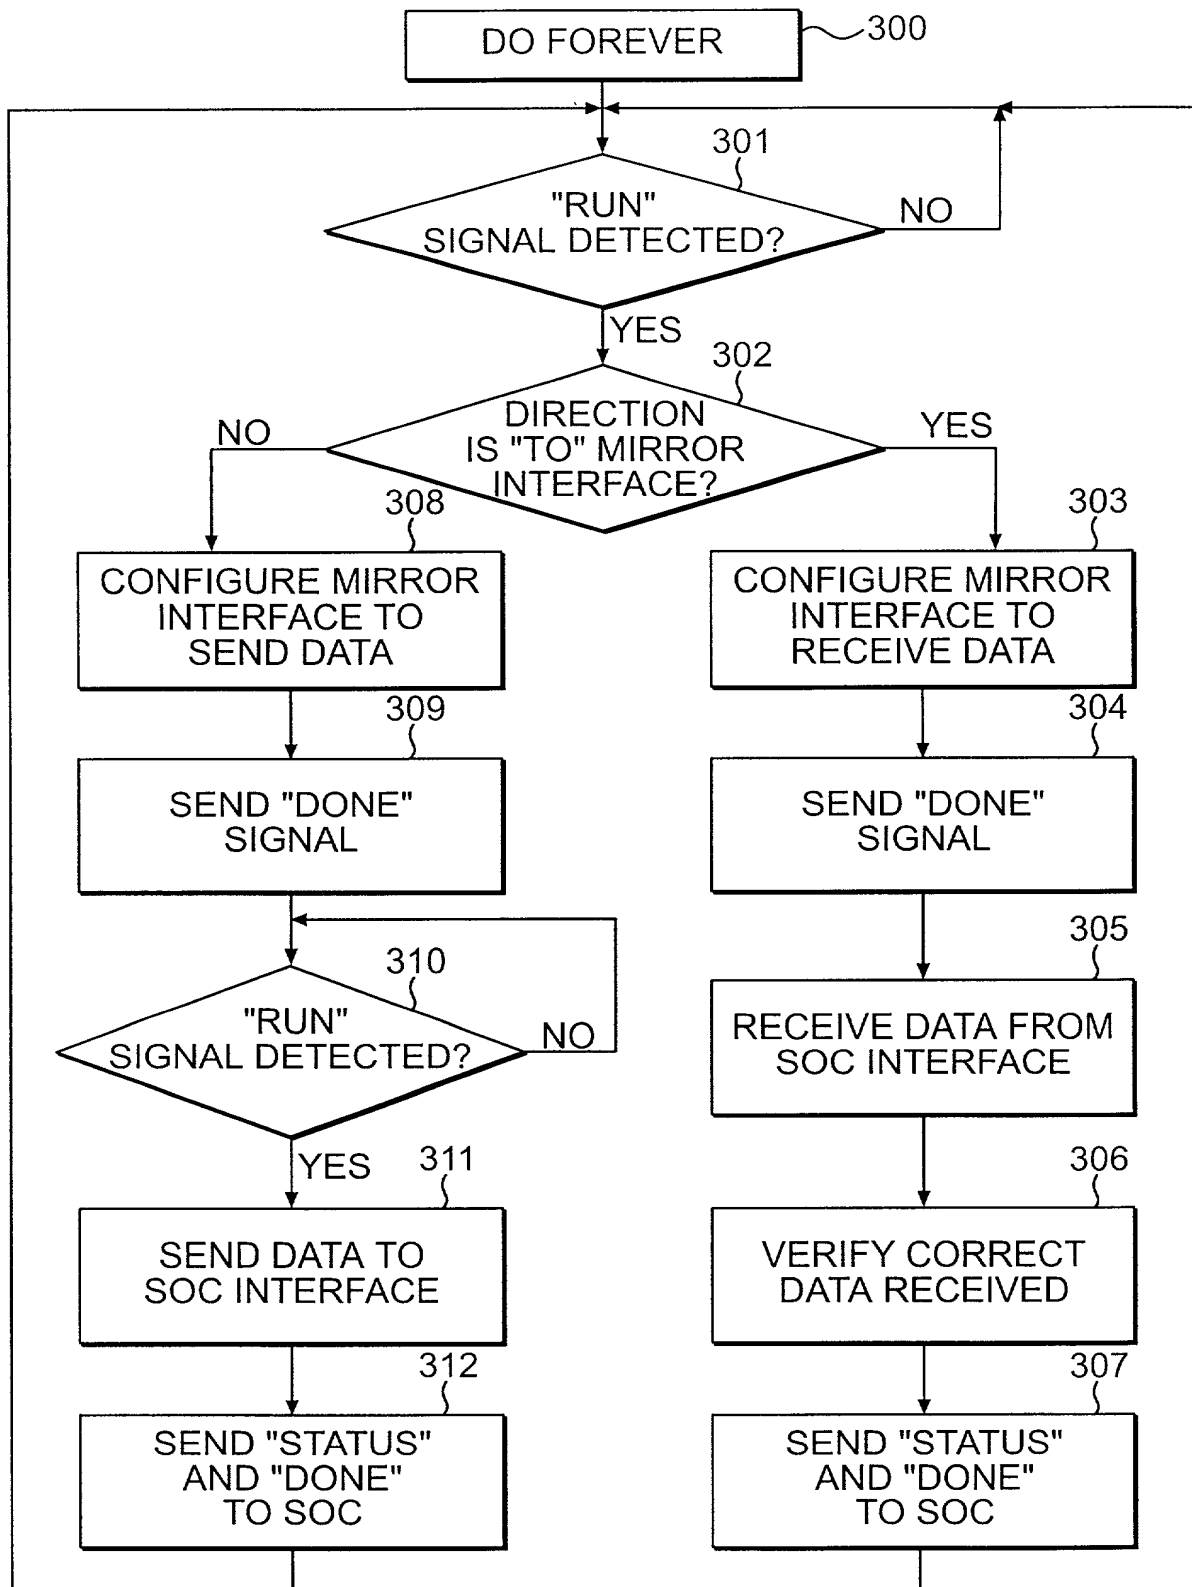 DO FOREVER
300
301
"RUN"
SIGNAL DETECTED?
NO
YES
302
DIRECTION
IS "TO" MIRROR
INTERFACE?
NO
YES
308
CONFIGURE MIRROR
INTERFACE TO
SEND DATA
303
CONFIGURE MIRROR
INTERFACE TO
RECEIVE DATA
309
SEND "DONE"
SIGNAL
304
SEND "DONE"
SIGNAL
310
"RUN"
SIGNAL DETECTED?
NO
YES
305
RECEIVE DATA FROM
SOC INTERFACE
311
SEND DATA TO
SOC INTERFACE
306
VERIFY CORRECT
DATA RECEIVED
312
SEND "STATUS"
AND "DONE"
TO SOC
307
SEND "STATUS"
AND "DONE"
TO SOC